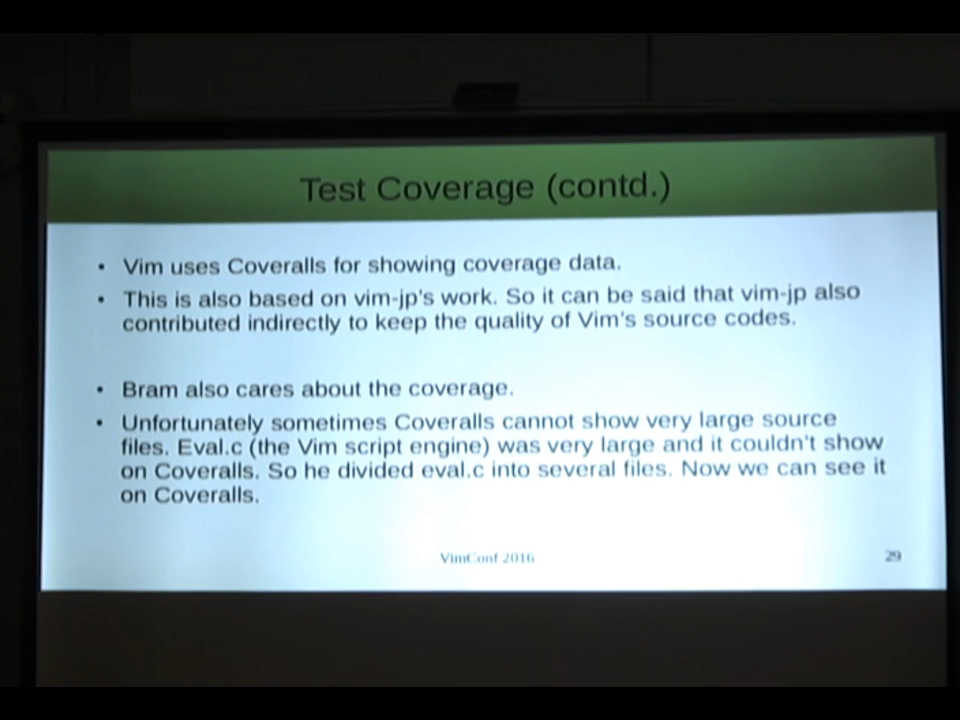 Test Coverage (contd.)
• Vim uses Coveralls for showing coverage data.
• This is also based on vim-jp's work. So it can be said that vim-jp also
contributed indirectly to keep the quality of Vim's source codes.
• Bram also cares about the coverage.
• Unfortunately sometimes Coveralls cannot show very large source
files. Eval.c (the Vim script engine) was very large and it couldn't show
on Coveralls. So he divided eval.c into several files. Now we can see it
on Coveralls.
VimConf 2016
29